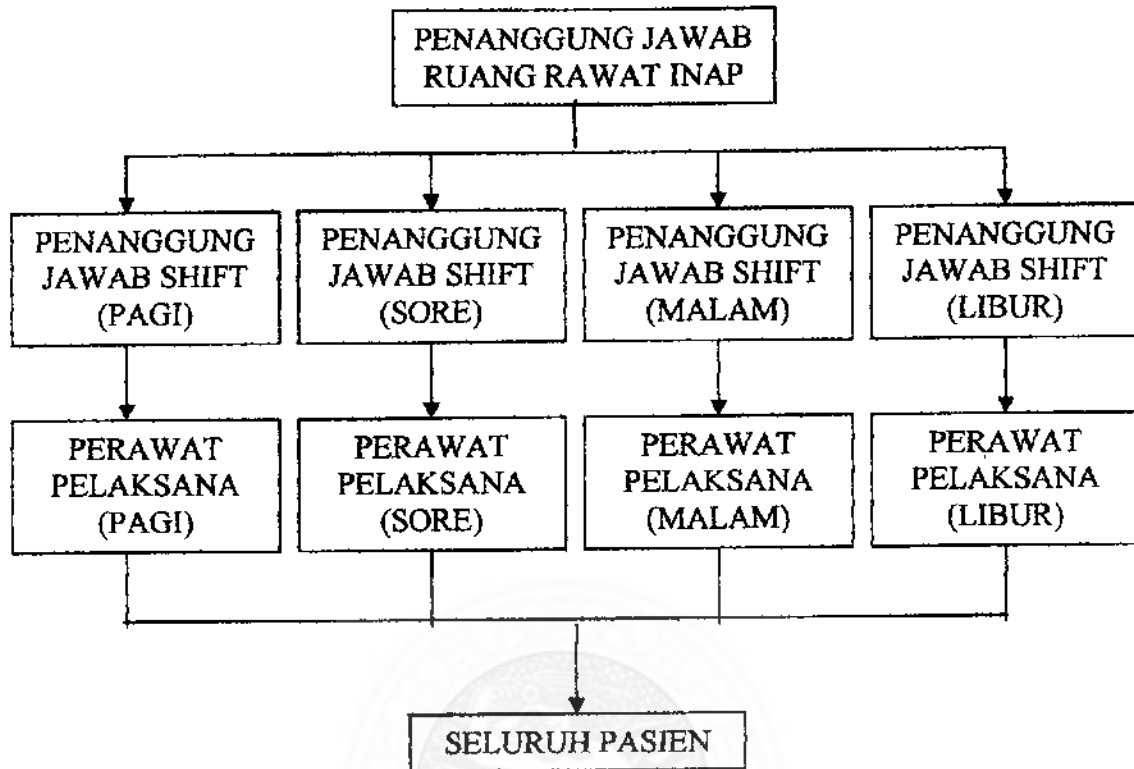 PENANGGUNG JAWAB
RUANG RAWAT INAP
PENANGGUNG
JAWAB SHIFT
(PAGI)
PENANGGUNG
JAWAB SHIFT
(SORE)
PENANGGUNG
JAWAB SHIFT
(MALAM)
PENANGGUNG
JAWAB SHIFT
(LIBUR)
PERAWAT
PELAKSANA
(PAGI)
PERAWAT
PELAKSANA
(SORE)
PERAWAT
PELAKSANA
(MALAM)
PERAWAT
PELAKSANA
(LIBUR)
SELURUH PASIEN